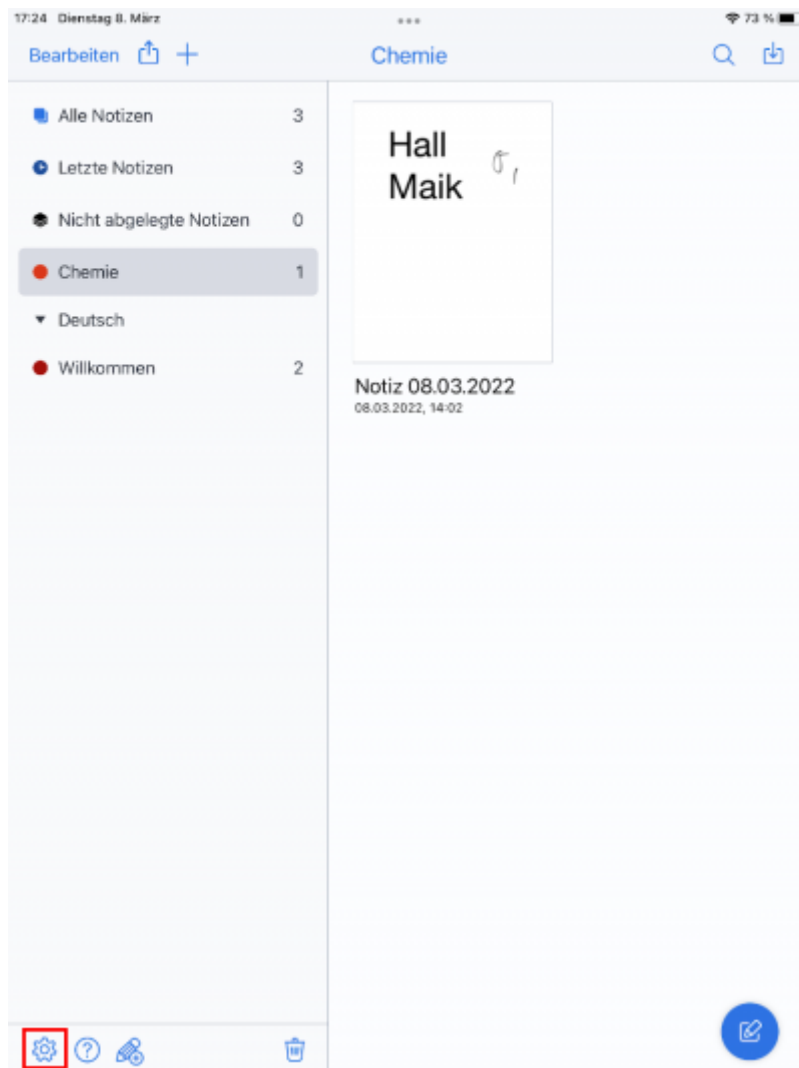 17:24 Dienstag 8. März
73 %
Bearbeiten
Chemie
Alle Notizen 3
Letzte Notizen 3
Nicht abgelegte Notizen 0
Chemie 1
Deutsch
Willkommen 2
Hall
Maik
Notiz 08.03.2022
08.03.2022, 14:02